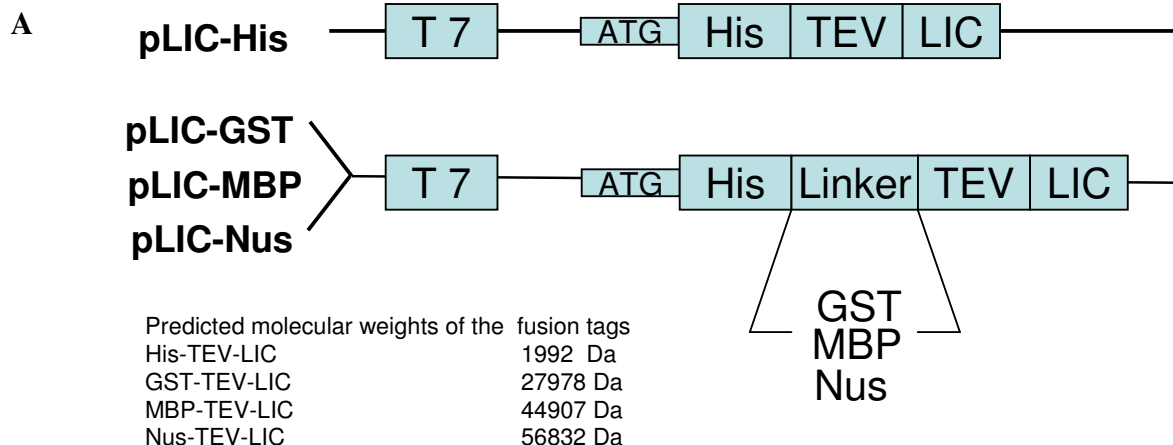 A
pLIC-His T 7 ATG His TEV LIC
pLIC-GST
pLIC-MBP T 7 ATG His Linker TEV LIC
pLIC-Nus
GST
MBP
Nus
Predicted molecular weights of the fusion tags
His-TEV-LIC 1992 Da
GST-TEV-LIC 27978 Da
MBP-TEV-LIC 44907 Da
Nus-TEV-LIC 56832 Da